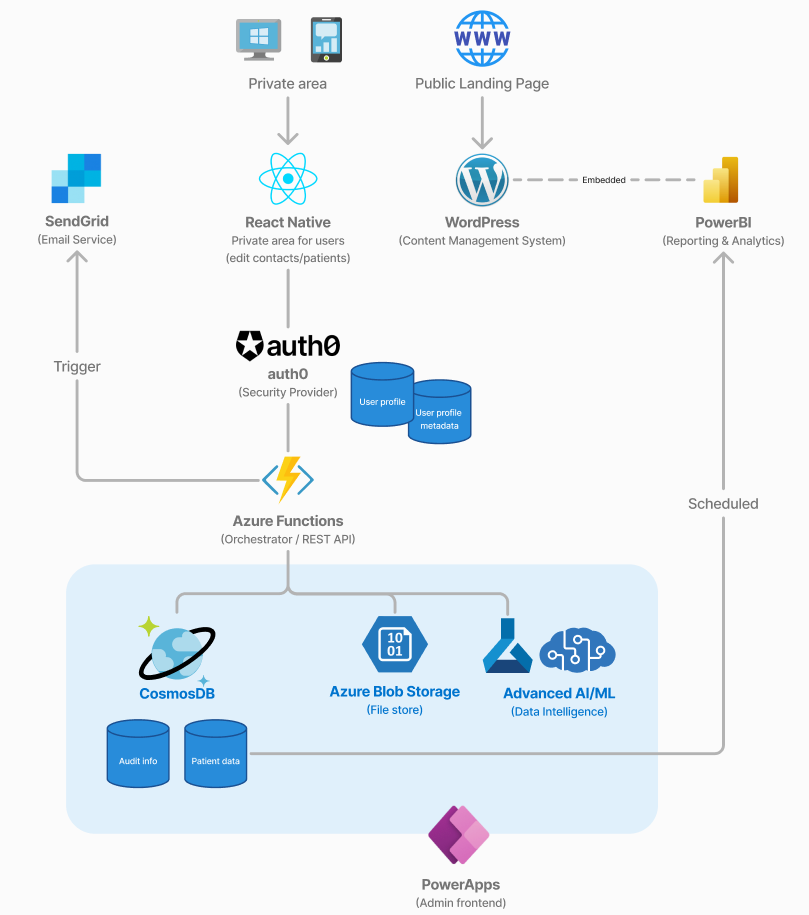 Private area
WWW
Public Landing Page
SendGrid
(Email Service)
React Native
Private area for users
(edit contacts/patients)
W
WordPress
(Content Management System)
Embedded
PowerBI
(Reporting & Analytics)
Trigger
auth0
auth0
(Security Provider)
User profile
User profile
metadata
Azure Functions
(Orchestrator / REST API)
Scheduled
CosmosDB
10
01
Azure Blob Storage
(File store)
Advanced AI/ML
(Data Intelligence)
Audit info
Patient data
PowerApps
(Admin frontend)